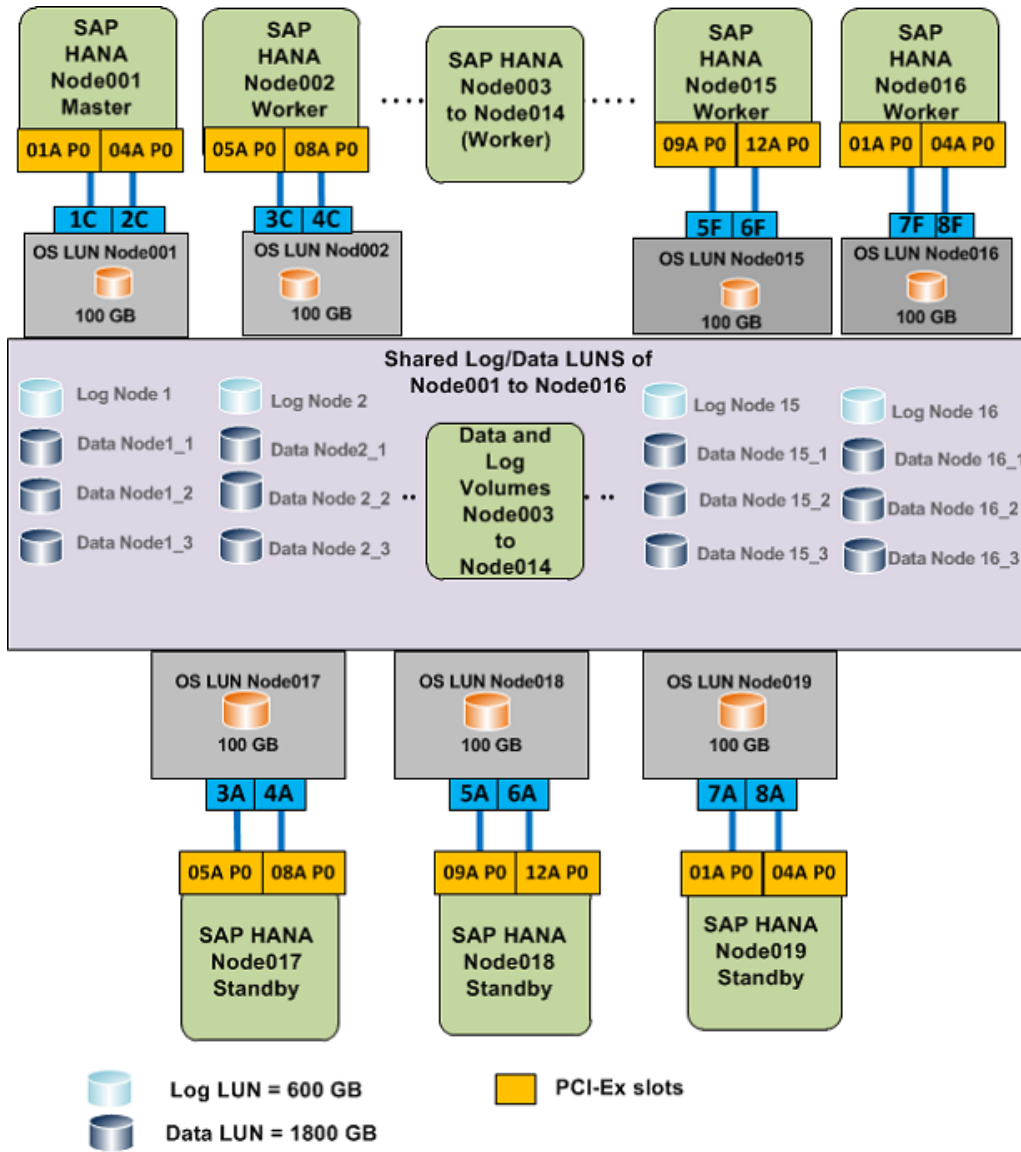 SAP
HANA
Node001
Master
SAP
HANA
Node002
Worker
.....
SAP HANA
Node003
to Node014
(Worker)
.....
SAP
HANA
Node015
Worker
SAP
HANA
Node016
Worker
01A P0 04A P0
05A P0 08A P0
09A P0 12A P0
01A P0 04A P0
1C 2C
3C 4C
5F 6F
7F 8F
OS LUN Node001
100 GB
OS LUN Nod002
100 GB
OS LUN Node015
100 GB
OS LUN Node016
100 GB
Shared Log/Data LUNS of
Node001 to Node016
Log Node 1
Data Node1_1
Data Node1_2
Data Node1_3
Log Node 2
Data Node2_1
Data Node 2_2
Data Node 2_3
..
Data and
Log
Volumes
Node003
to
Node014
..
Log Node 15
Data Node 15_1
Data Node 15_2
Data Node 15_3
Log Node 16
Data Node 16_1
Data Node 16_2
Data Node 16_3
OS LUN Node017
100 GB
OS LUN Node018
100 GB
OS LUN Node019
100 GB
3A 4A
5A 6A
7A 8A
05A P0 08A P0
09A P0 12A P0
01A P0 04A P0
SAP HANA
Node017
Standby
SAP HANA
Node018
Standby
SAP HANA
Node019
Standby
Log LUN = 600 GB
PCI-Ex slots
Data LUN = 1800 GB